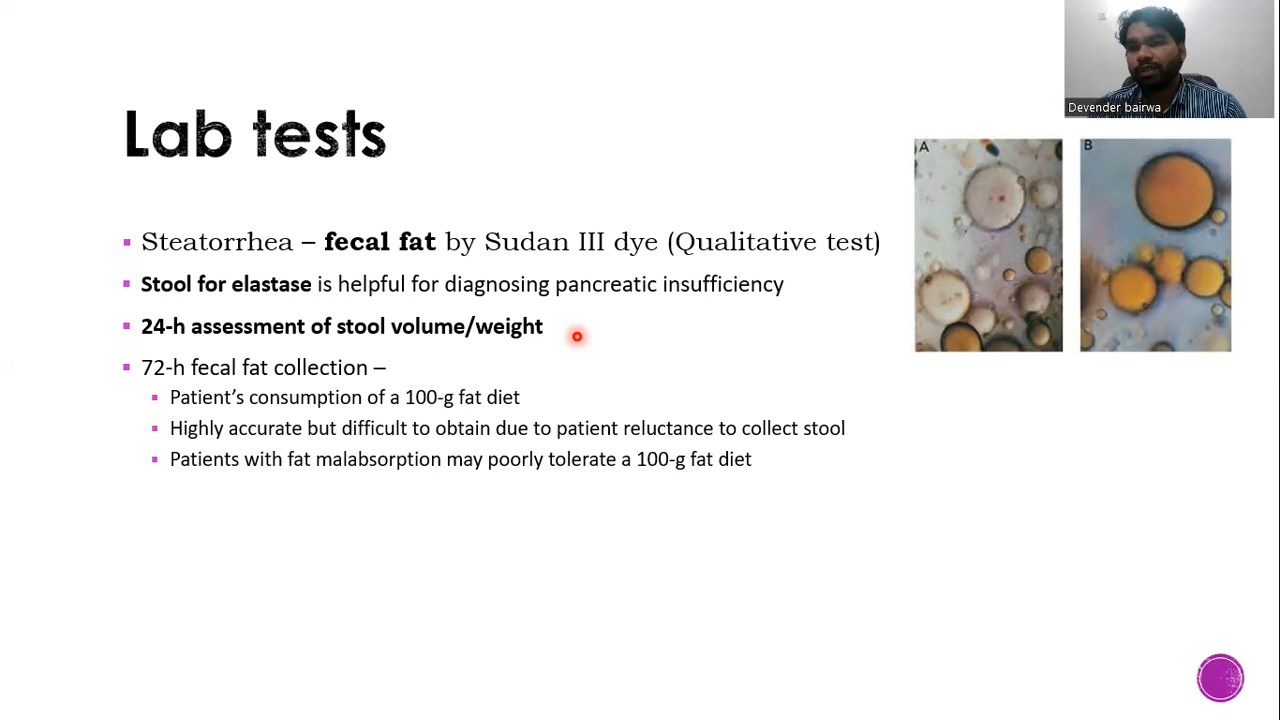 Devender bairwa
Lab tests
A
B
Steatorrhea – fecal fat by Sudan III dye (Qualitative test)
Stool for elastase is helpful for diagnosing pancreatic insufficiency
24-h assessment of stool volume/weight
72-h fecal fat collection –
Patient’s consumption of a 100-g fat diet
Highly accurate but difficult to obtain due to patient reluctance to collect stool
Patients with fat malabsorption may poorly tolerate a 100-g fat diet